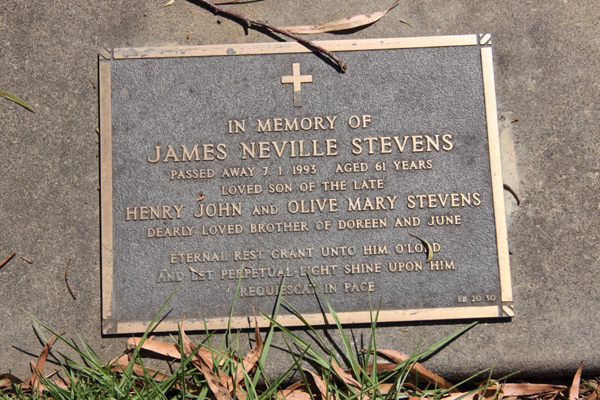 IN MEMORY OF
JAMES NEVILLE STEVENS
PASSED AWAY 7.1.1993 AGED 61 YEARS
LOVED SON OF THE LATE
HENRY JOHN AND OLIVE MARY STEVENS
DEARLY LOVED BROTHER OF DOREEN AND JUNE
ETERNAL REST GRANT UNTO HIM O'LORD
AND LET PERPETUAL LIGHT SHINE UPON HIM
REQUIESCAT IN PACE
EB 20 50